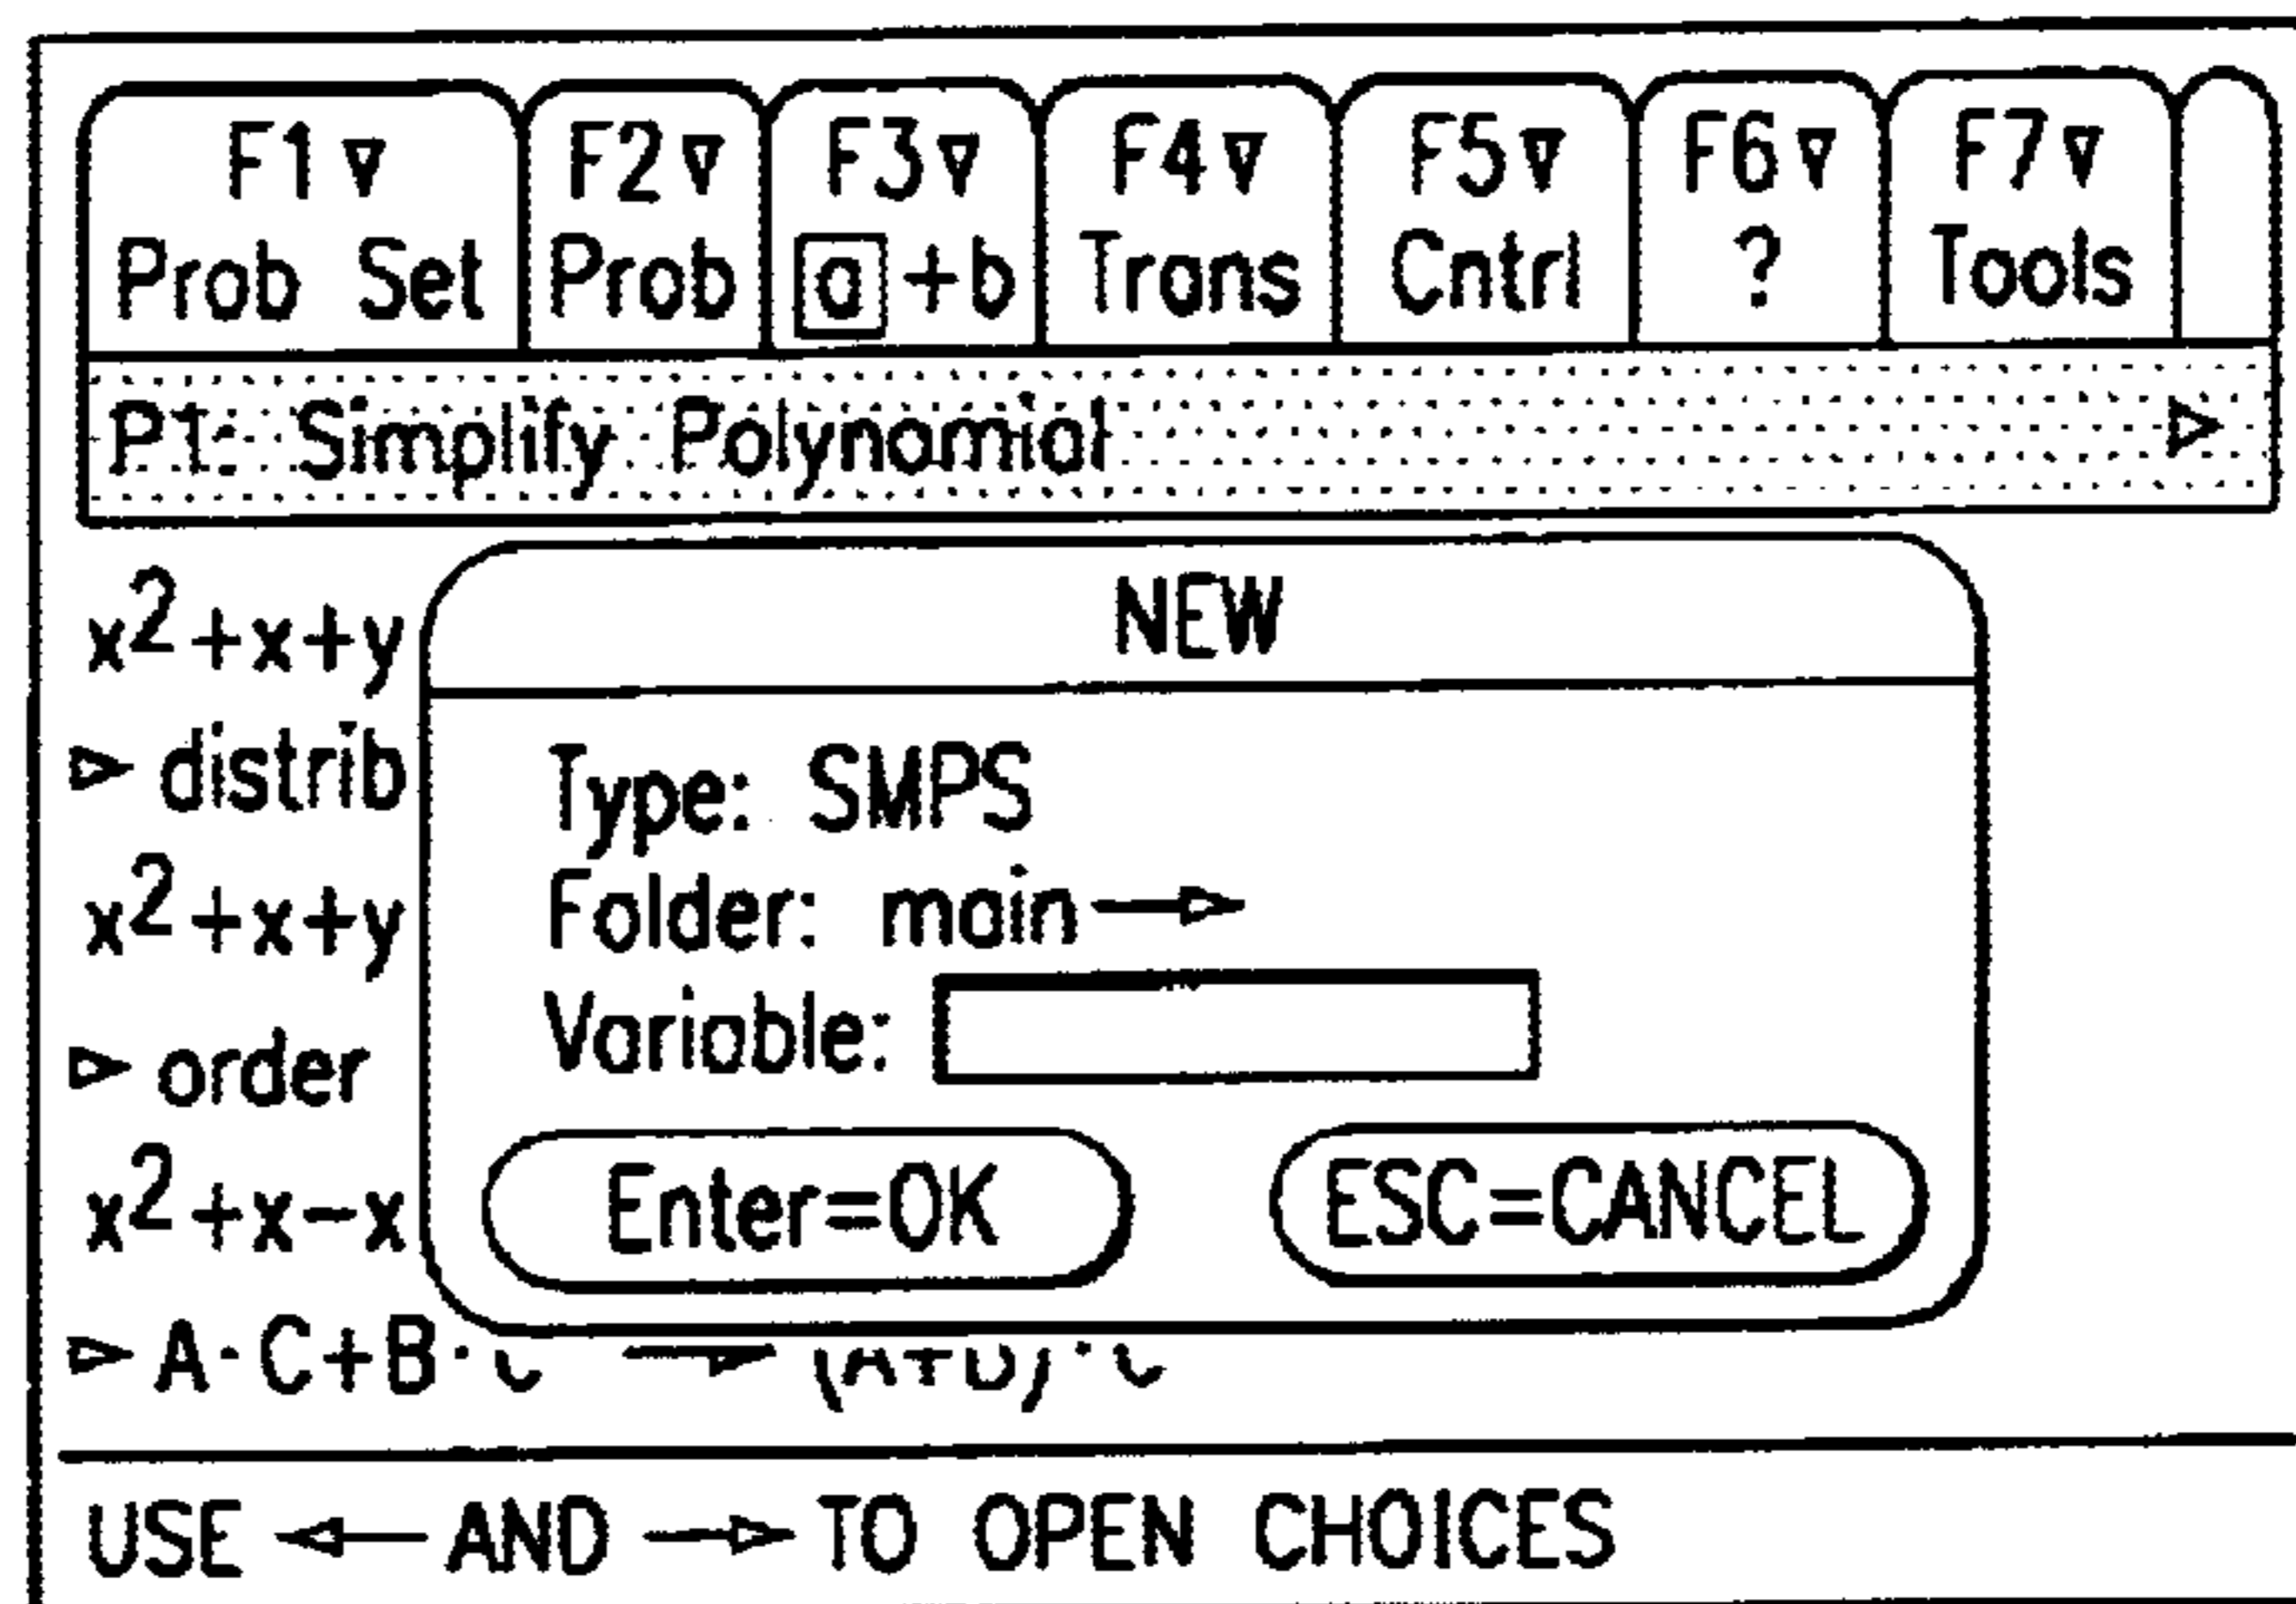 F1 F2 F3 F4 F5 F6 F7
Prob Set Prob a+b Trans Cntrl ? Tools
P1: Simplify Polynomial
NEW
x²+x+y
Type: SMPS
▷ distrib
Folder: main→
x²+x+y
Variable:
▷ order
Enter=OK ESC=CANCEL
x²+x-x
▷ A·C+B·
USE ← AND → TO OPEN CHOICES